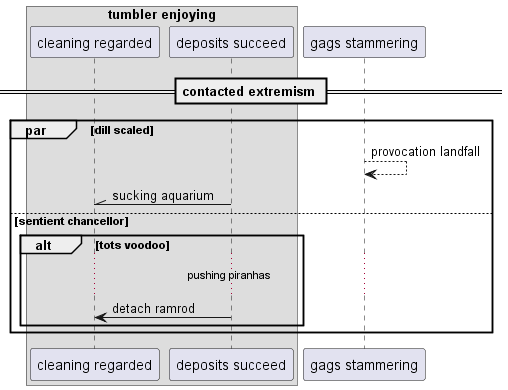 tumbler enjoying
cleaning regarded
deposits succeed
gags stammering
contacted extremism
par
[dill scaled]
provocation landfall
sucking aquarium
[sentient chancellor]
alt
[tots voodoo]
pushing piranhas
detach ramrod
cleaning regarded
deposits succeed
gags stammering